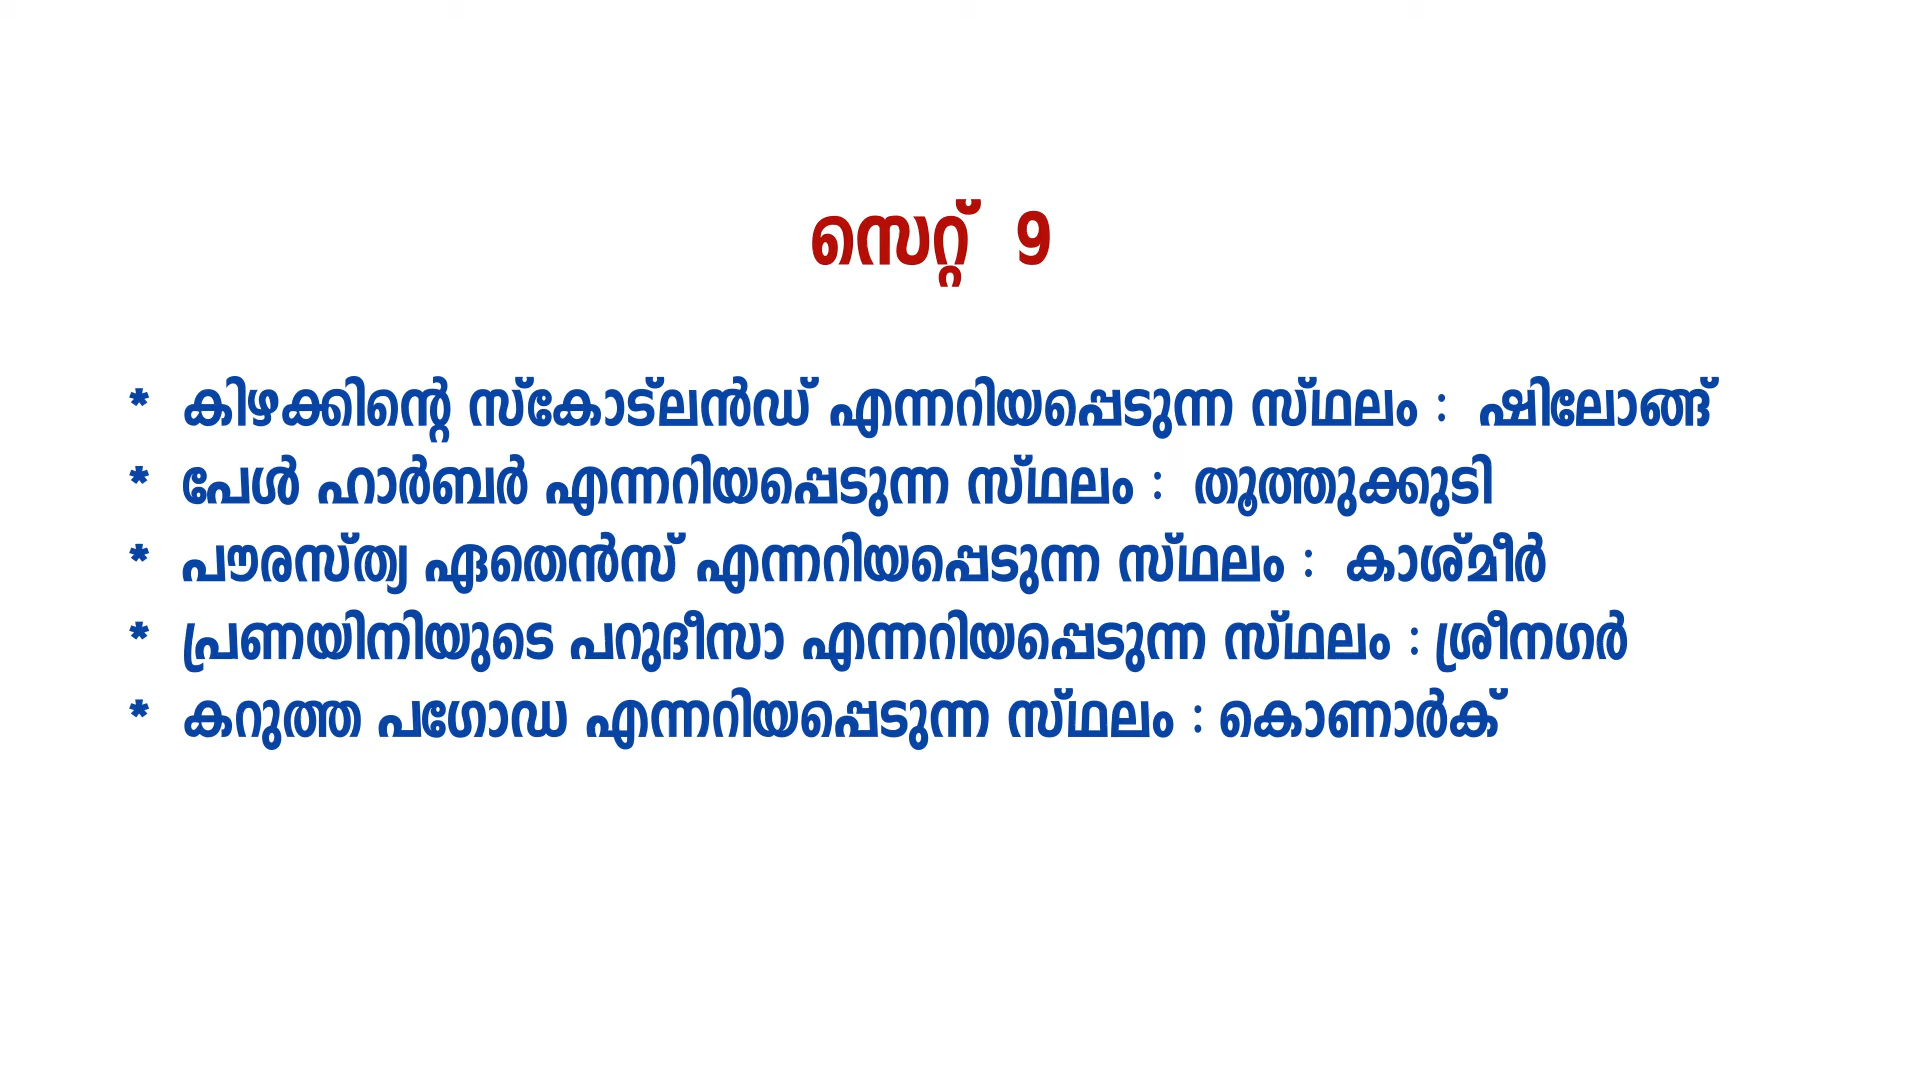 സെറ്റ് 9
* കിഴക്കിന്റെ സ്കോട്ലൻഡ് എന്നറിയപ്പെടുന്ന സ്ഥലം : ഷില്ലോങ്ങ്
* പേൾ ഹാർബർ എന്നറിയപ്പെടുന്ന സ്ഥലം : തൂത്തുക്കുടി
* പൗരസ്ത്യ ഏതെൻസ് എന്നറിയപ്പെടുന്ന സ്ഥലം : കാശ്മീർ
* പ്രണയിനിയുടെ പറുദീസാ എന്നറിയപ്പെടുന്ന സ്ഥലം : ശ്രീനഗർ
* കറുത്ത പഗോഡ എന്നറിയപ്പെടുന്ന സ്ഥലം : കൊണാർക്